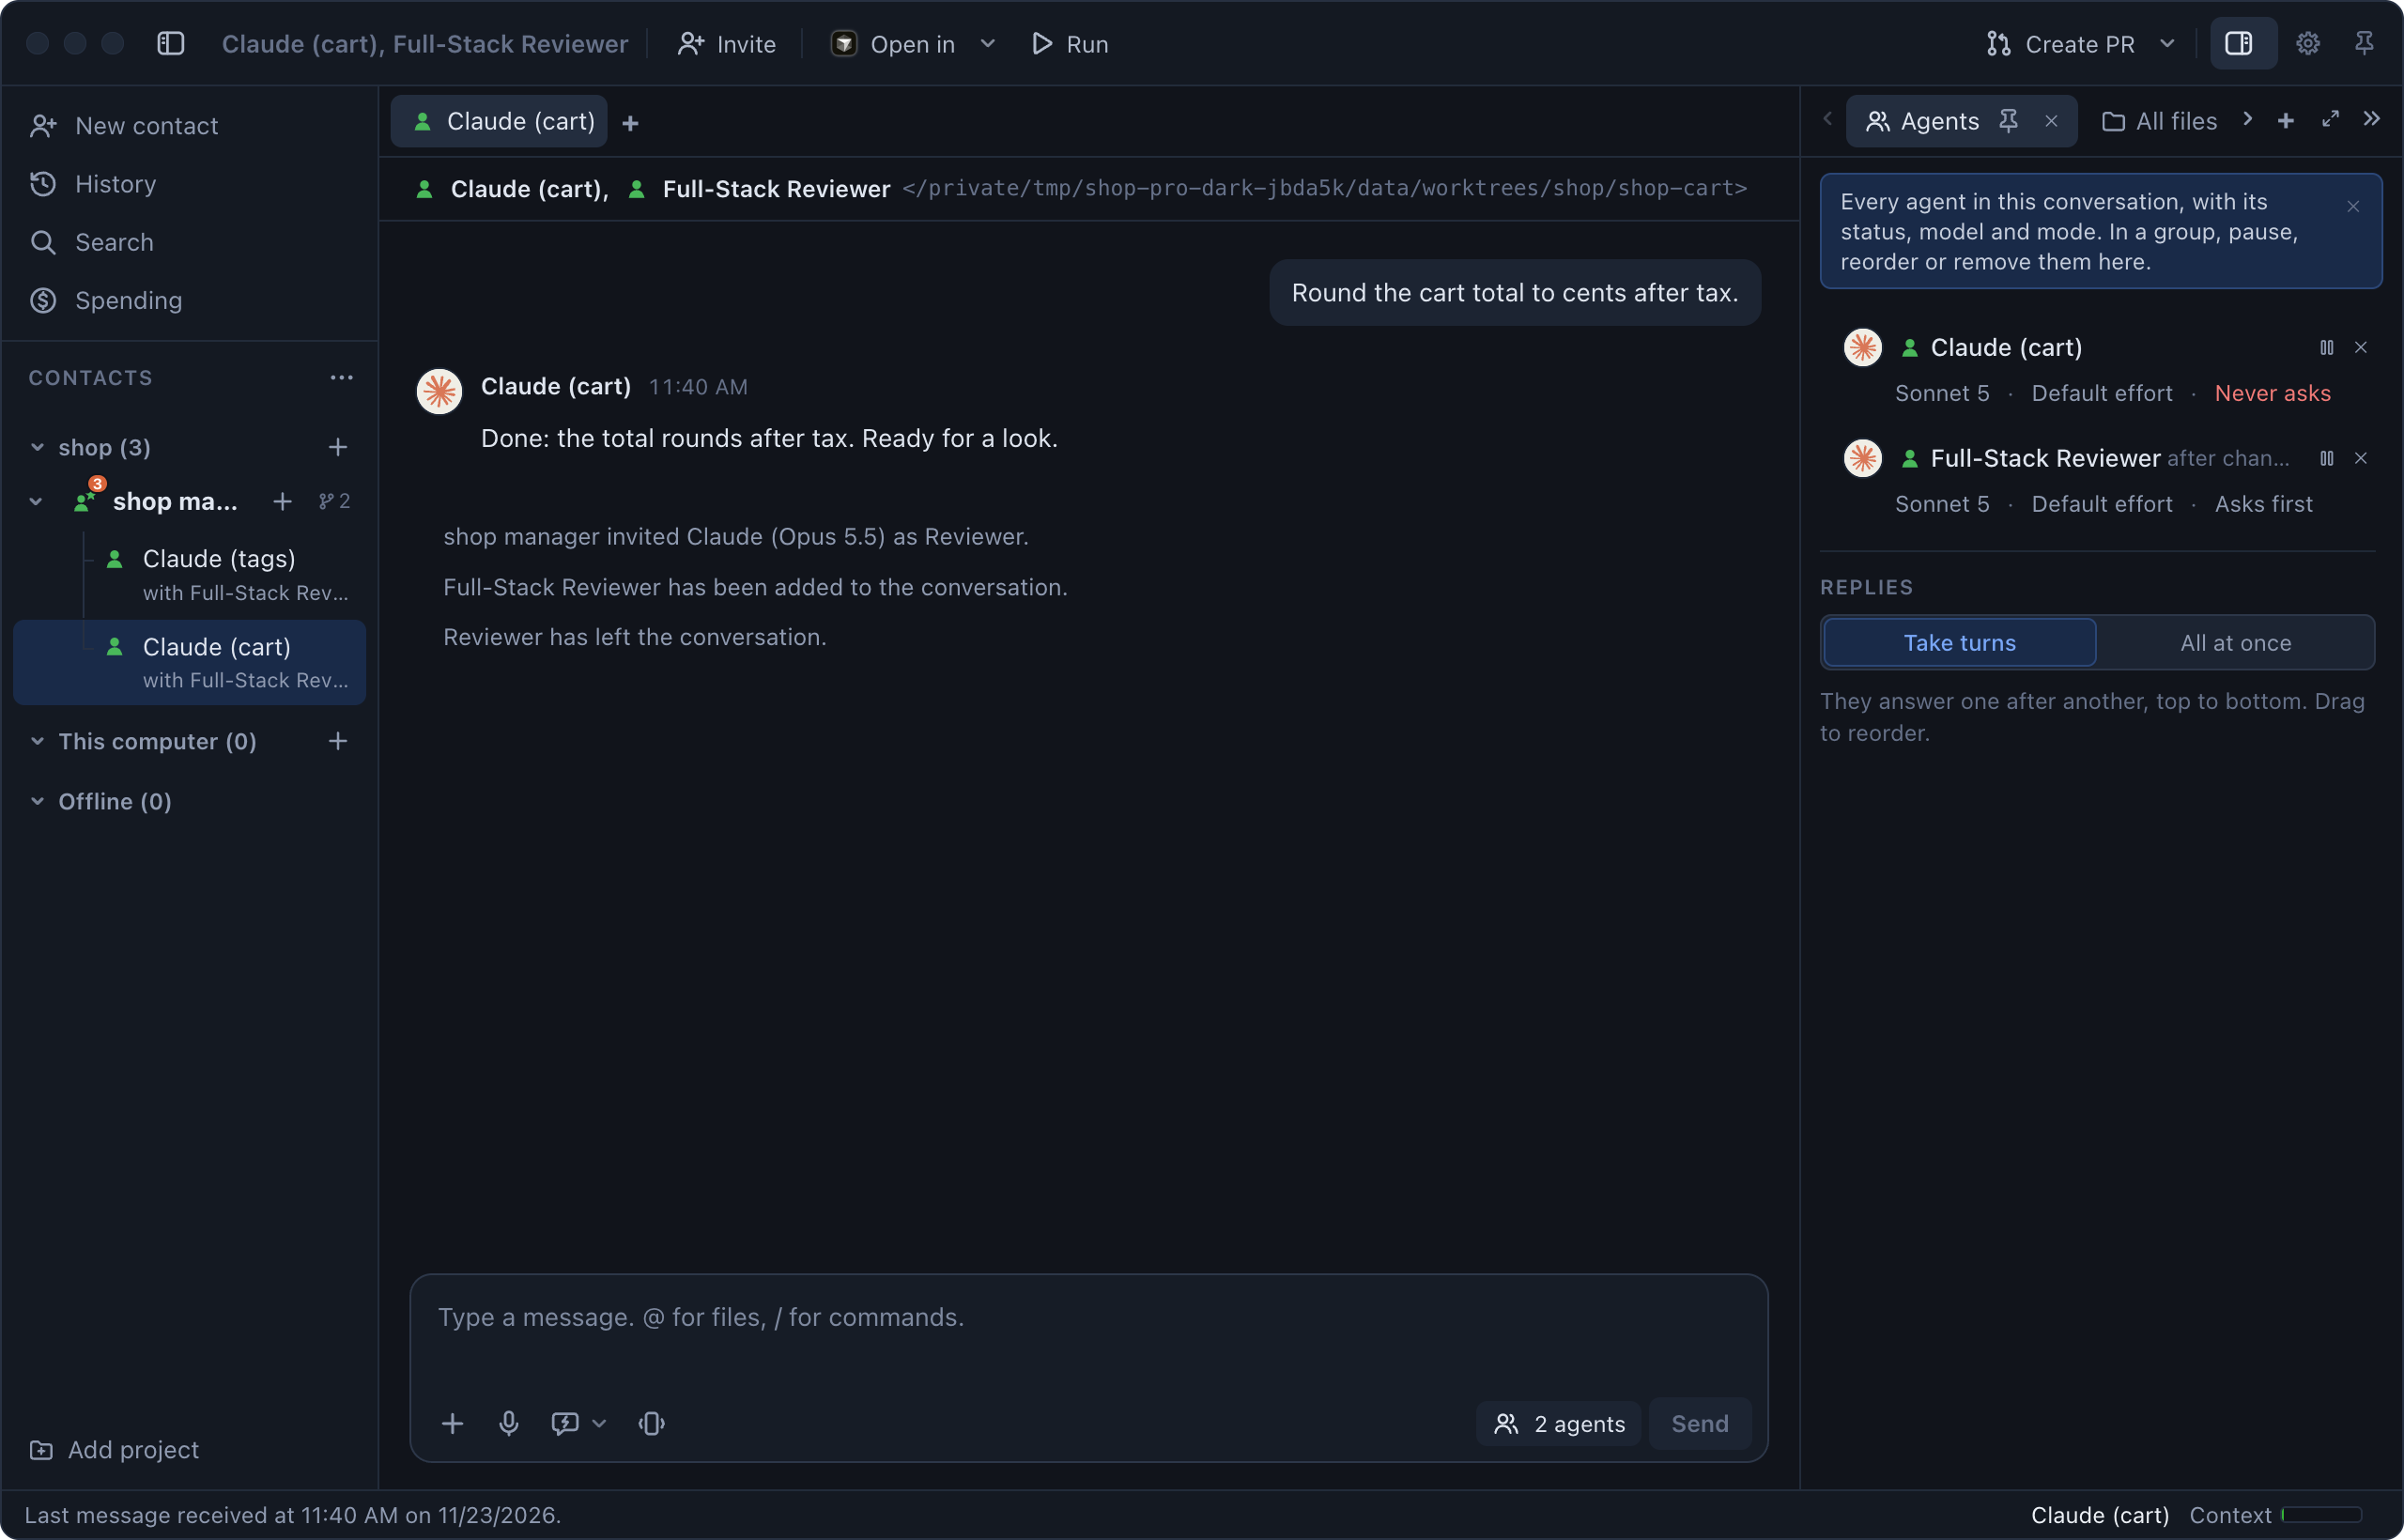 Claude (cart), Full-Stack Reviewer
Invite
Open in
Run
Create PR
New contact
History
Search
Spending
CONTACTS
shop (3)
3
shop ma...
2
Claude (tags)
with Full-Stack Rev...
Claude (cart)
with Full-Stack Rev...
This computer (0)
Offline (0)
Add project
Claude (cart)
Claude (cart), Full-Stack Reviewer </private/tmp/shop-pro-dark-jbda5k/data/worktrees/shop/shop-cart>
Round the cart total to cents after tax.
Claude (cart) 11:40 AM
Done: the total rounds after tax. Ready for a look.
shop manager invited Claude (Opus 5.5) as Reviewer.
Full-Stack Reviewer has been added to the conversation.
Reviewer has left the conversation.
Type a message. @ for files, / for commands.
2 agents
Send
Agents
All files
Every agent in this conversation, with its
status, model and mode. In a group, pause,
reorder or remove them here.
Claude (cart)
Sonnet 5 · Default effort · Never asks
Full-Stack Reviewer after chan...
Sonnet 5 · Default effort · Asks first
REPLIES
Take turns
All at once
They answer one after another, top to bottom. Drag
to reorder.
Last message received at 11:40 AM on 11/23/2026.
Claude (cart)
Context